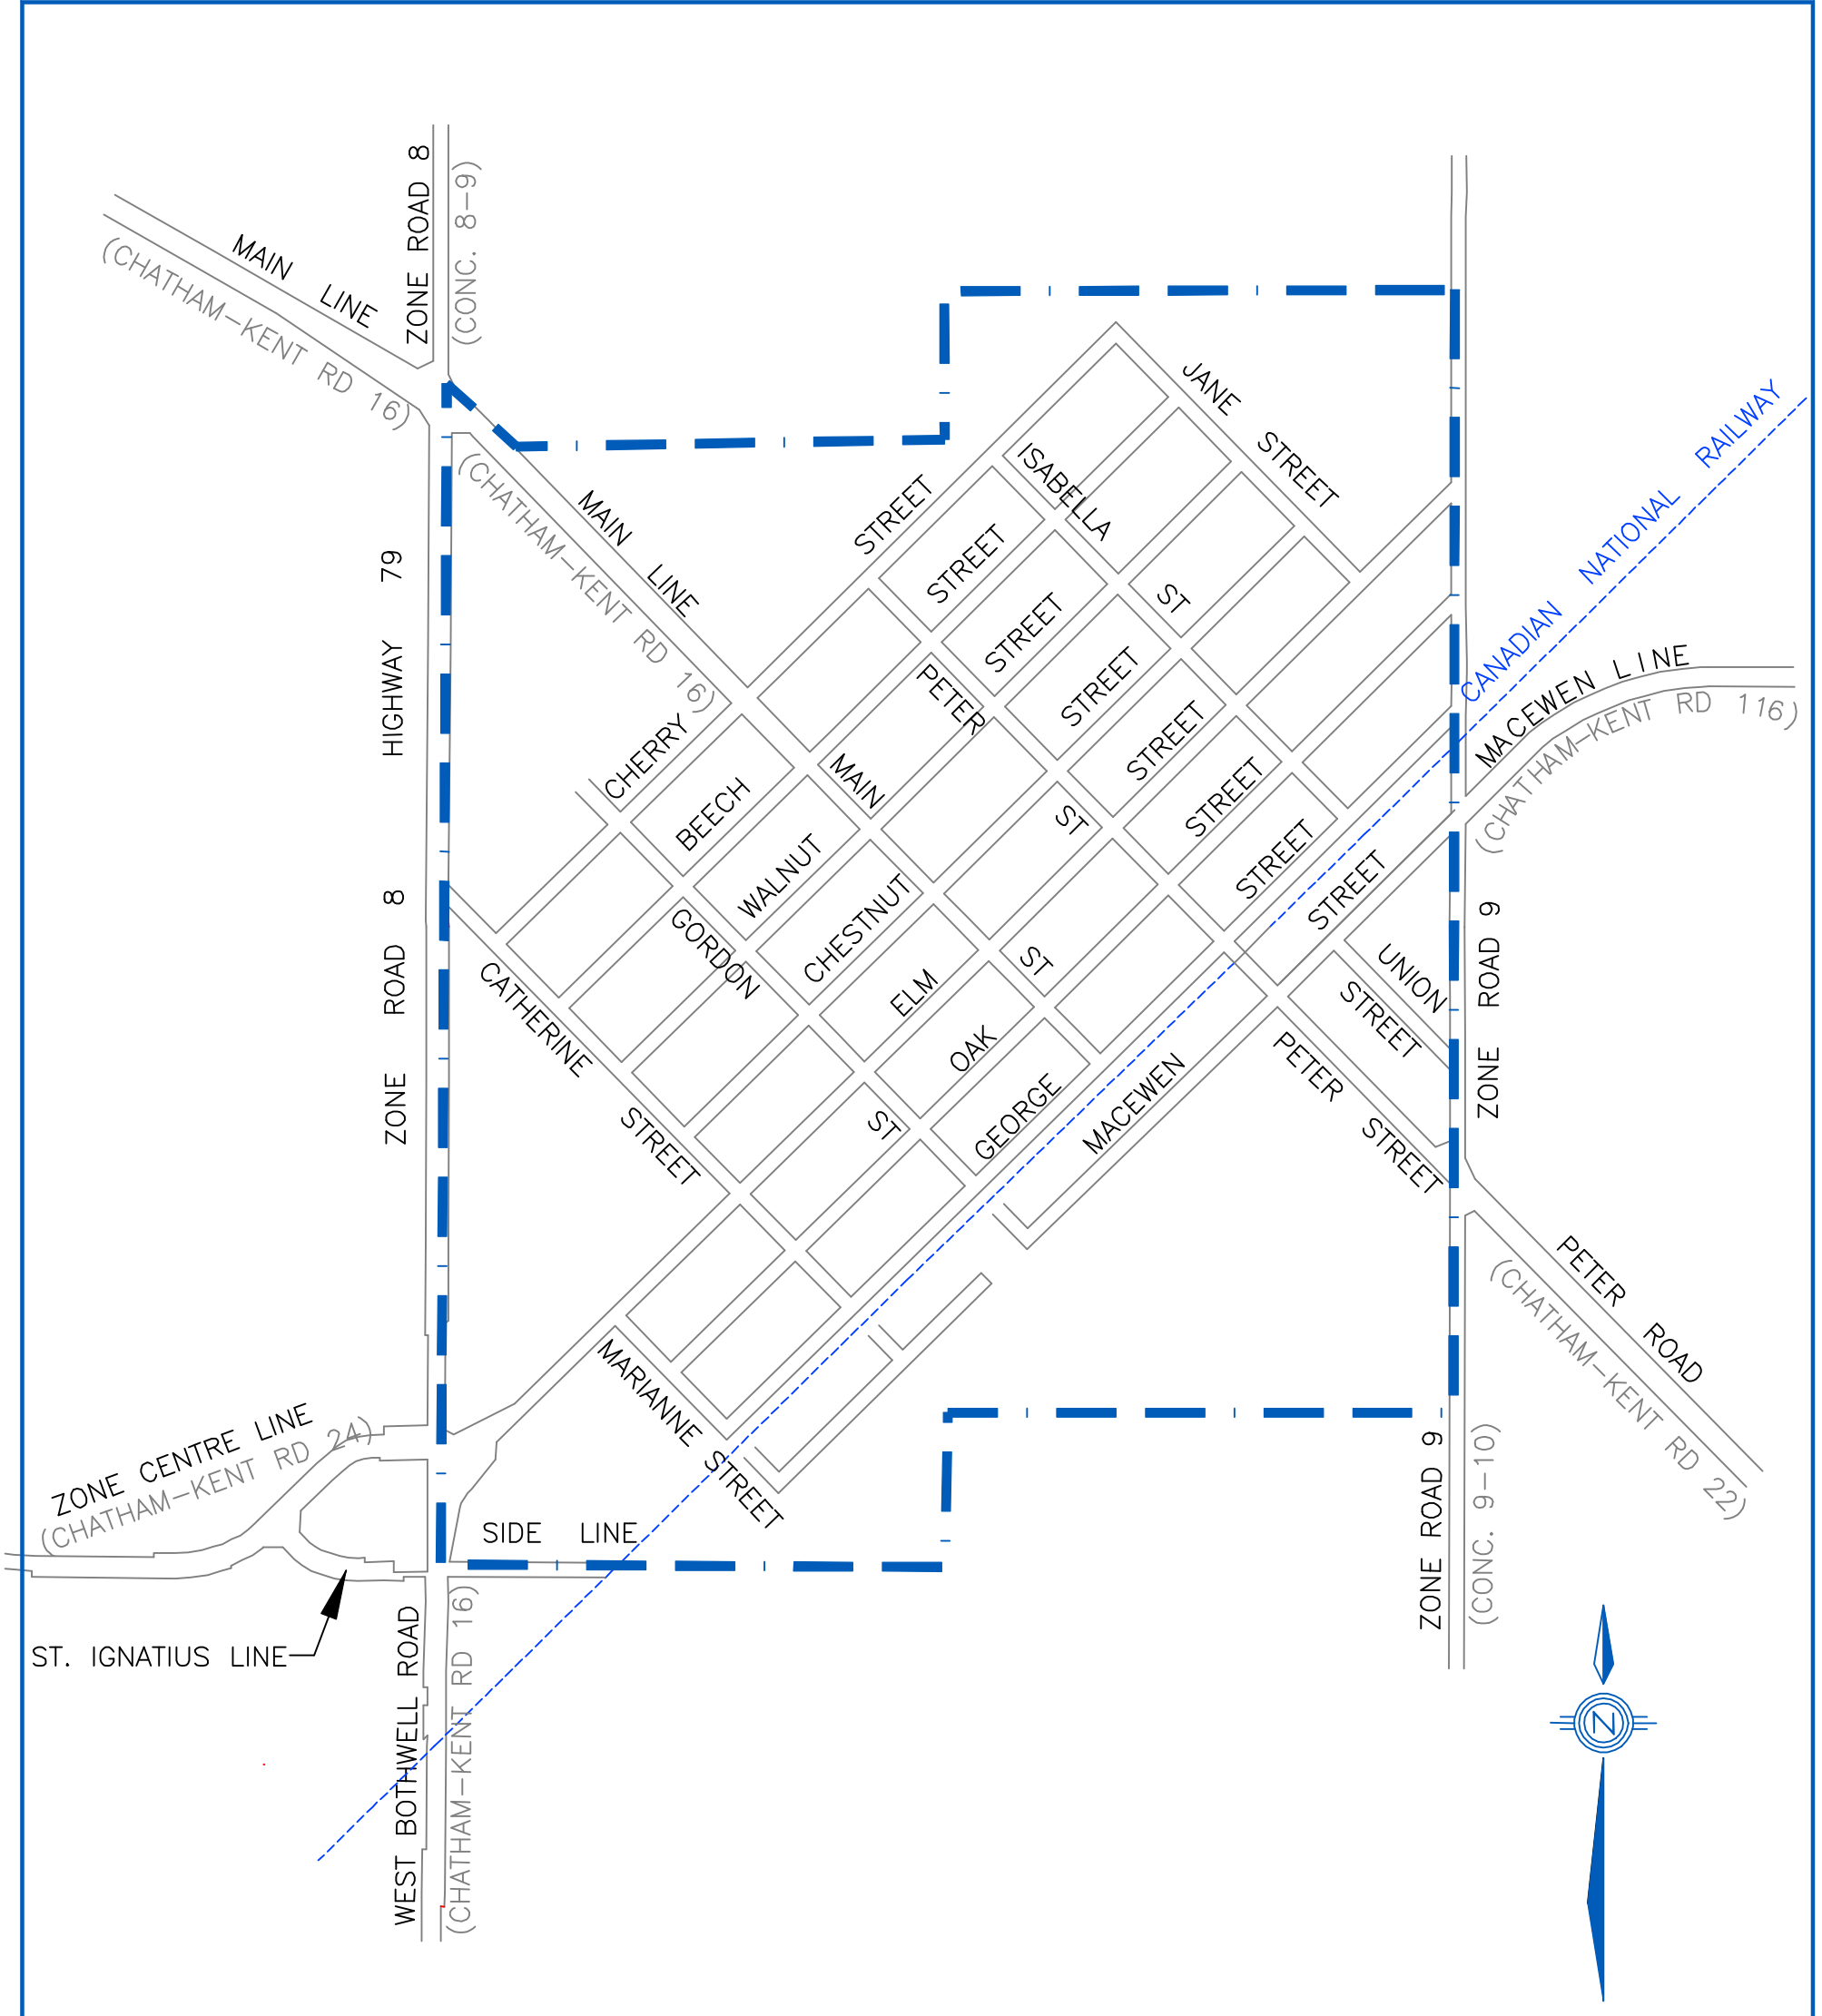 ZONE ROAD 8
(CONC. 8-9)
MAIN LINE
(CHATHAM-KENT RD 16)
JANE STREET
ISABELLA ST
CANADIAN NATIONAL RAILWAY
MAIN LINE
(CHATHAM-KENT RD 16)
HIGHWAY 79
ZONE ROAD 8
MACEWEN LINE
(CHATHAM-KENT RD 116)
CHERRY STREET
BEECH STREET
WALNUT STREET
CHESTNUT STREET
ELM STREET
OAK STREET
GEORGE STREET
MACEWEN STREET
PETER ST
MAIN ST
GORDON ST
CATHERINE STREET
UNION STREET
PETER STREET
ZONE ROAD 9
PETER ROAD
(CHATHAM-KENT RD 22)
MARIANNE STREET
ZONE CENTRE LINE
(CHATHAM-KENT RD 24)
SIDE LINE
ZONE ROAD 9
(CONC. 9-10)
ST. IGNATIUS LINE
WEST BOTHWELL ROAD
(CHATHAM-KENT RD 16)
N